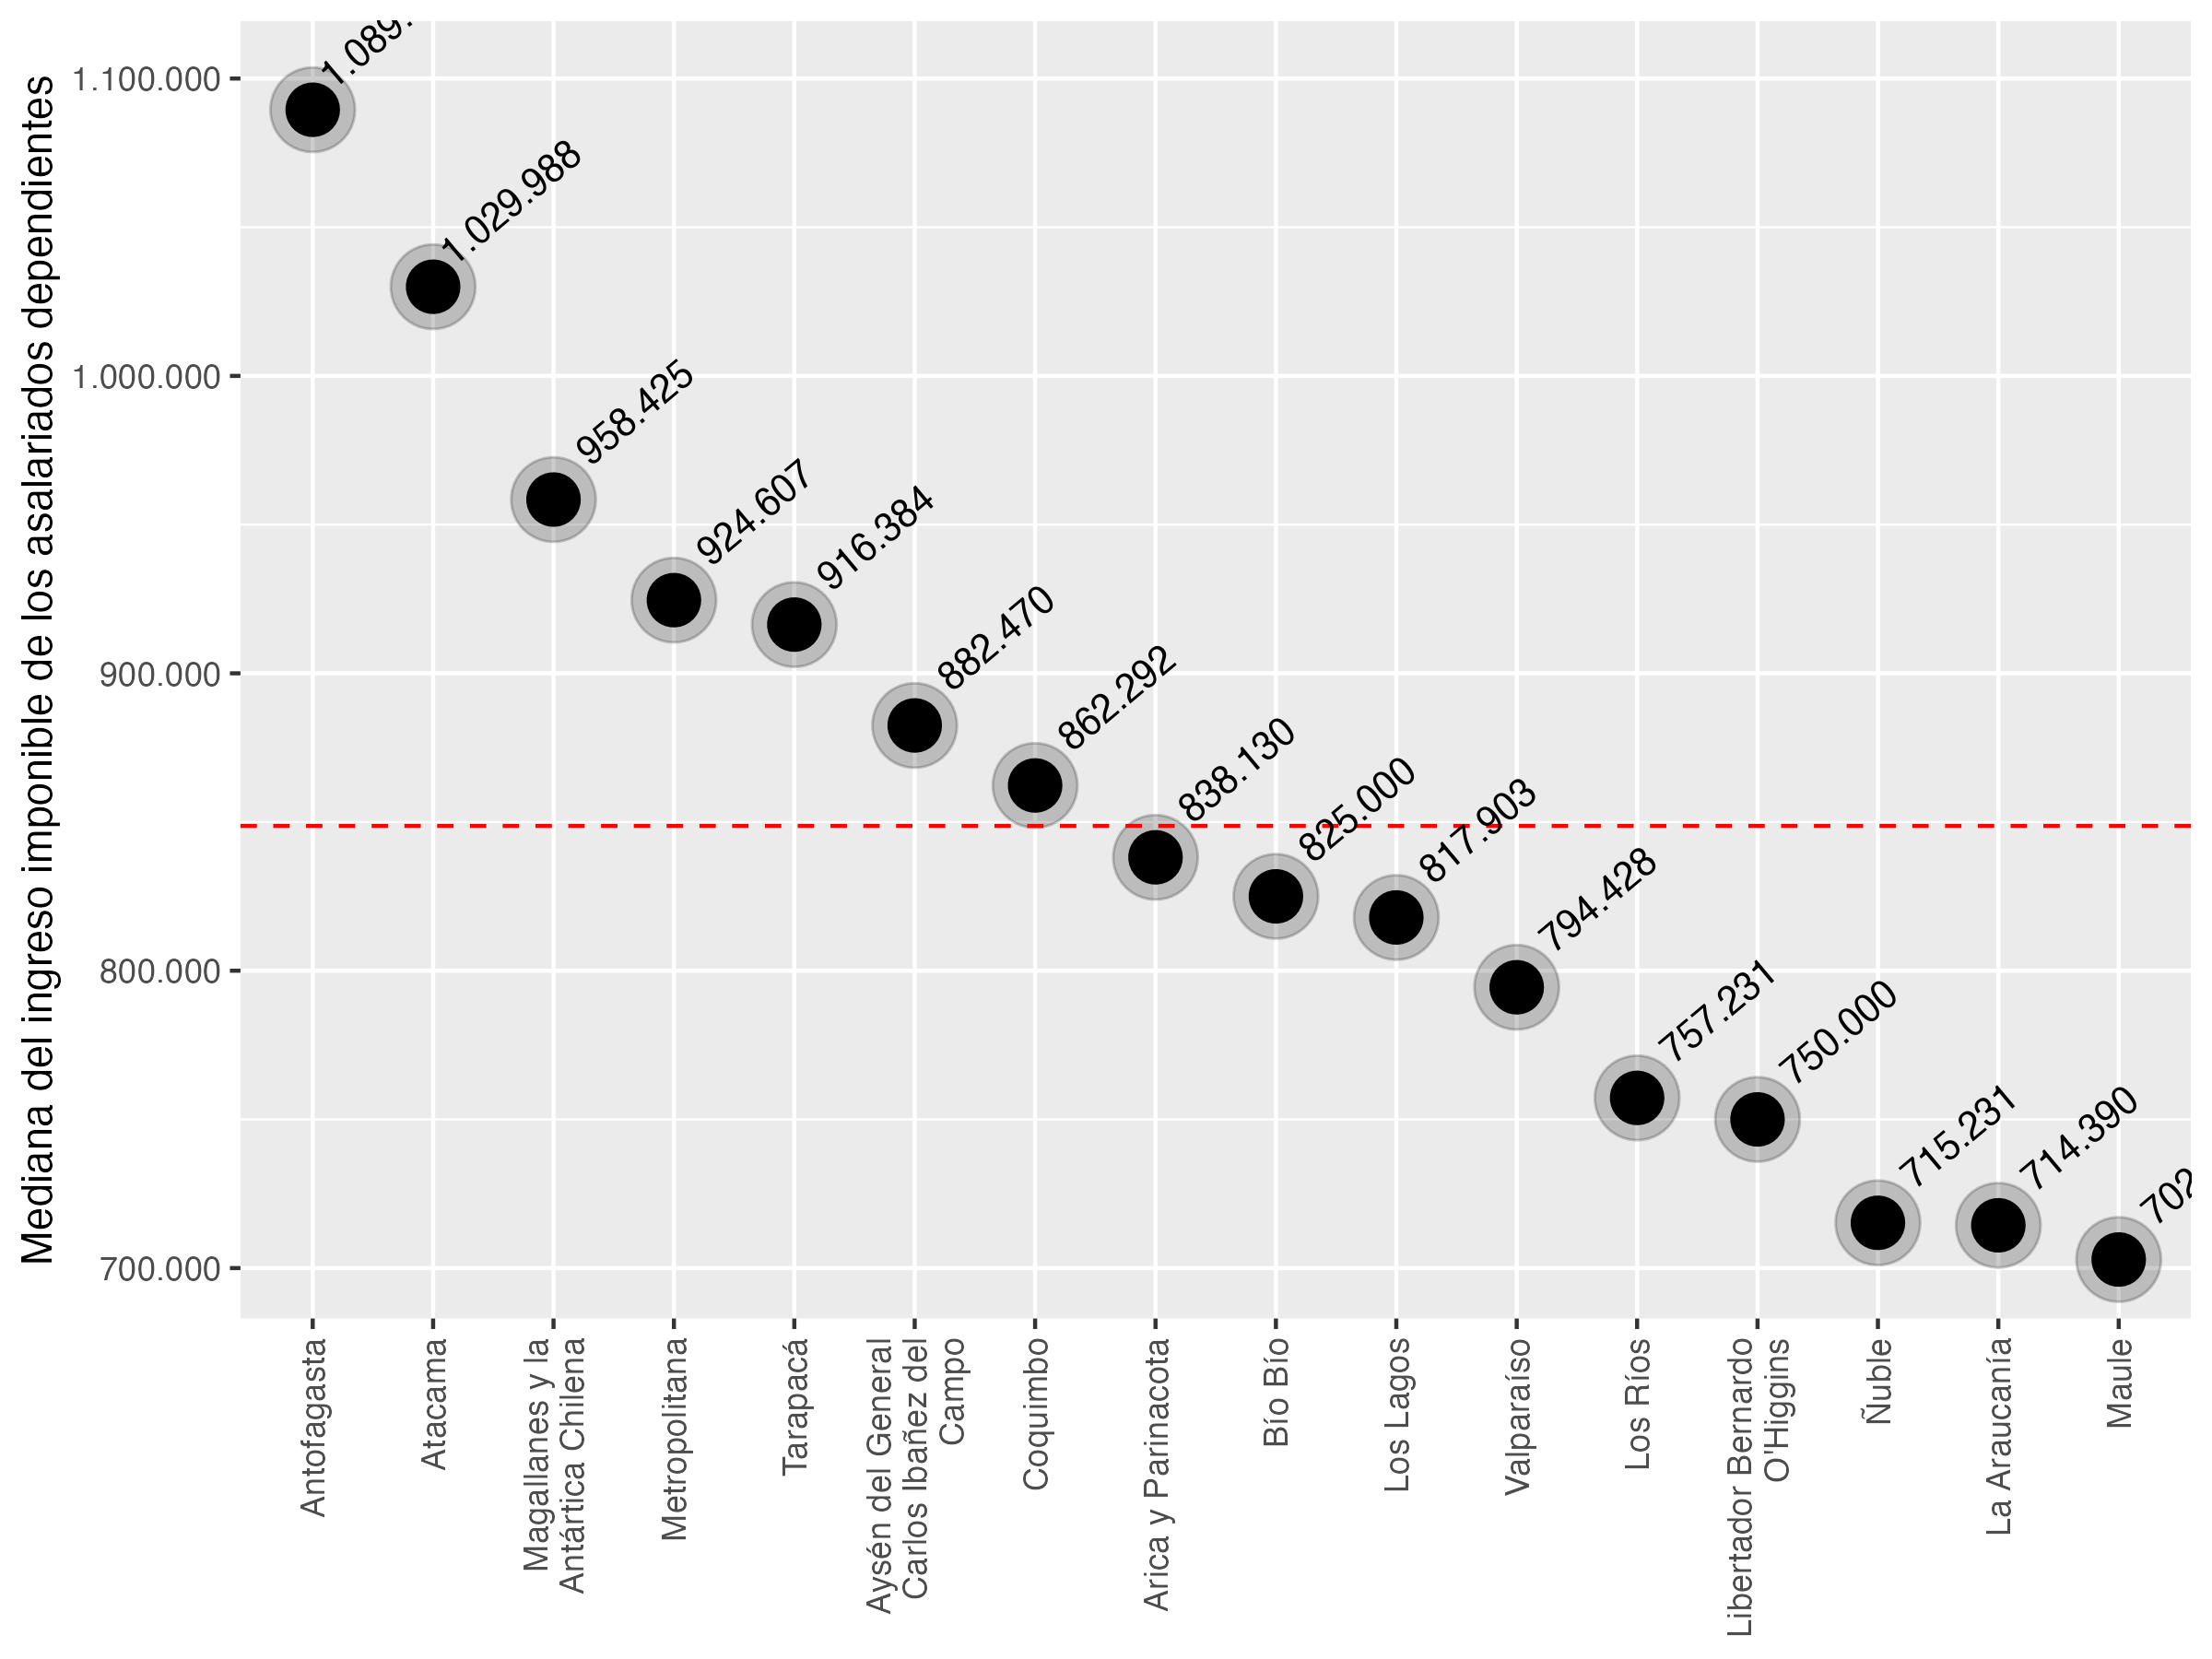 Mediana del ingreso imponible de los asalariados dependientes
1.100.000
1.000.000
900.000
800.000
700.000
1.089.
1.029.988
958.425
924.607
916.384
882.470
862.292
838.130
825.000
817.903
794.428
757.231
750.000
715.231
714.390
702
Antofagasta
Atacama
Magallanes y la
Antártica Chilena
Metropolitana
Tarapacá
Aysén del General
Carlos Ibañez del
Campo
Coquimbo
Arica y Parinacota
Bío Bío
Los Lagos
Valparaíso
Los Ríos
Libertador Bernardo
O'Higgins
Ñuble
La Araucanía
Maule